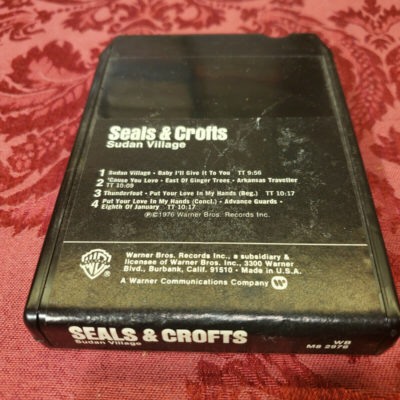 Seals & Crofts
Sudan Village
1 Sudan Village • Baby I'll Give It To You TT 9:56
2 'Cause You Love • East Of Ginger Trees • Arkansas Traveller
TT 10:09
3 Thunderfoot • Put Your Love In My Hands (Beg.) TT 10:17
4 Put Your Love In My Hands (Concl.) • Advance Guards •
Eighth Of January TT 10:17
Ⓟ©1976 Warner Bros. Records Inc.
Warner Bros. Records Inc., a subsidiary &
licensee of Warner Bros. Inc., 3300 Warner
Blvd., Burbank, Calif. 91510 • Made in U.S.A.
A Warner Communications Company
SEALS & CROFTS
Sudan Village
WB
M8 2976